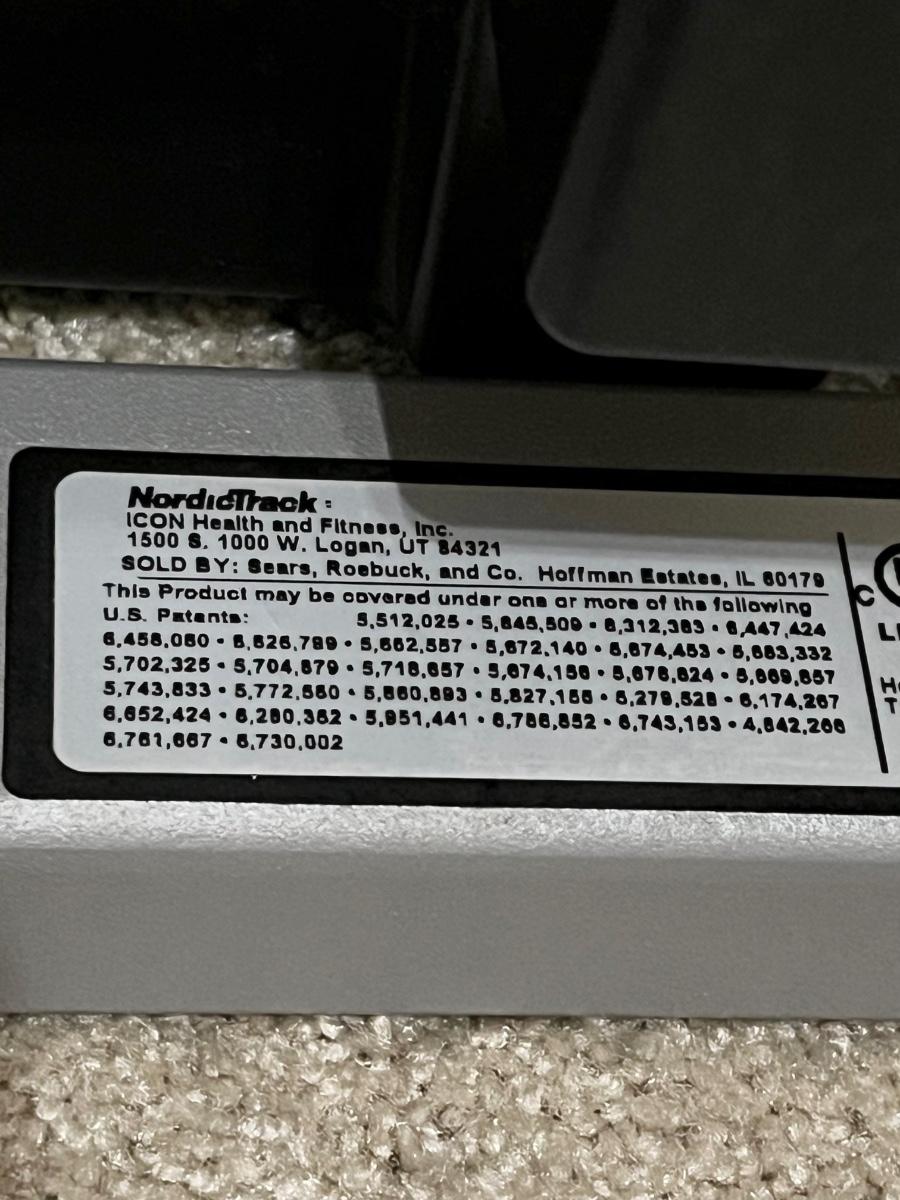 NordicTrack
ICON Health and Fitness, Inc.
1500 S. 1000 W. Logan, UT 84321
SOLD BY: Sears, Roebuck, and Co. Hoffman Estates, IL 60179
This Product may be covered under one or more of the following
U.S. Patents: 5,512,025 • 5,645,509 • 6,312,363 • 6,447,424
6,458,060 • 6,626,799 • 5,662,557 • 5,672,140 • 5,674,453 • 5,683,332
5,702,325 • 5,704,879 • 5,718,657 • 5,674,156 • 5,676,624 • 5,669,857
5,743,833 • 5,772,560 • 5,860,893 • 5,827,155 • 6,279,528 • 6,174,267
6,652,424 • 6,280,362 • 5,951,441 • 6,786,852 • 6,743,153 • 4,842,266
6,761,667 • 6,730,002
C